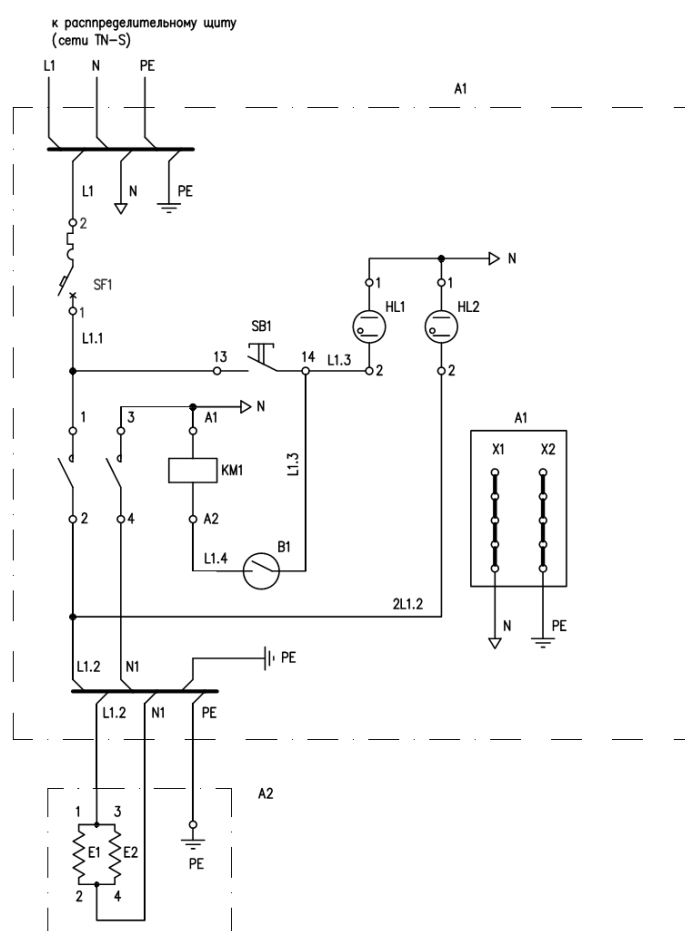 к распределительному щиту
(сети TN-S)
L1 N PE
A1
L1 N PE
2
SF1
1
L1.1
1 1
HL1 HL2
N
SB1
13 14 L1.3 2 2
1 3 A1 N
KM1
L1.3
2 4 A2
L1.4 B1
A1
X1 X2
N PE
2L1.2
L1.2 N1 PE
L1.2 N1 PE
A2
1 3
E1 E2
2 4
PE